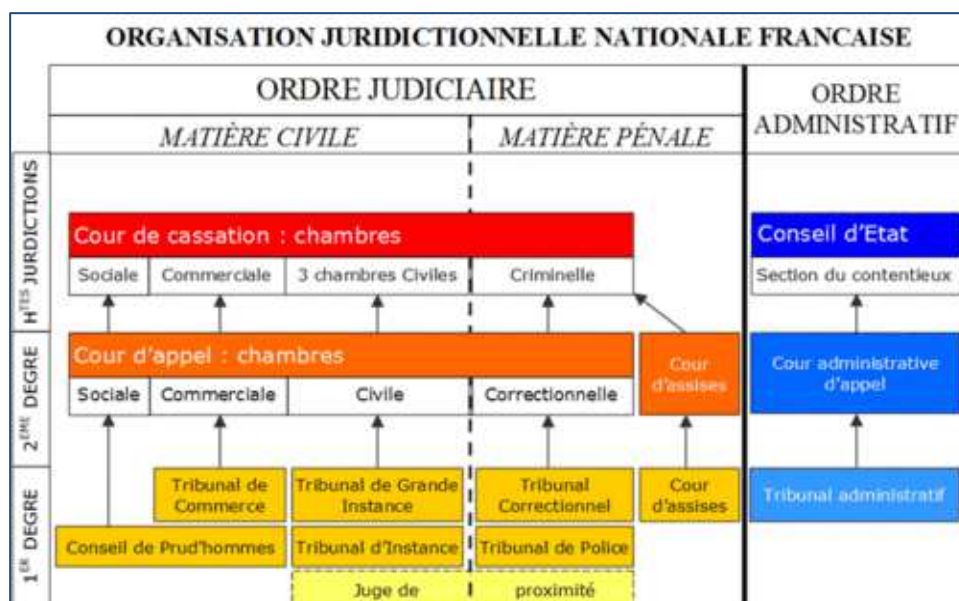 ORGANISATION JURIDICTIONNELLE NATIONALE FRANCAISE
ORDRE JUDICIAIRE
ORDRE
ADMINISTRATIF
MATIÈRE CIVILE
MATIÈRE PÉNALE
HTES JURDICTIONS
Cour de cassation : chambres
Sociale
Commerciale
3 chambres Civiles
Criminelle
Conseil d'Etat
Section du contentieux
2EME DEGRE
Cour d'appel : chambres
Sociale
Commerciale
Civile
Correctionnelle
Cour
d'assises
Cour administrative
d'appel
1ER DEGRE
Tribunal de
Commerce
Tribunal de Grande
Instance
Tribunal
Correctionnel
Cour
d'assises
Tribunal administratif
Conseil de Prud'hommes
Tribunal d'Instance
Tribunal de Police
Juge de
proximité